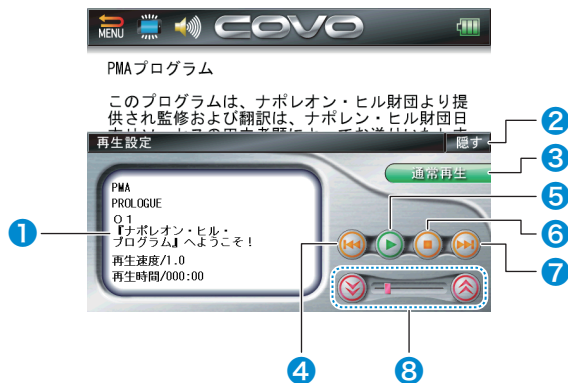 MENU COVO
PMAプログラム
このプログラムは、ナポレオン・ヒル財団より提
供され監修および翻訳は、ナポレン・ヒル財団日
再生設定 隠す
通常再生
PMA
PROLOGUE
01
『ナポレオン・ヒル・
プログラム』へようこそ！
再生速度/1.0
再生時間/000:00
1
2
3
5
6
7
4
8